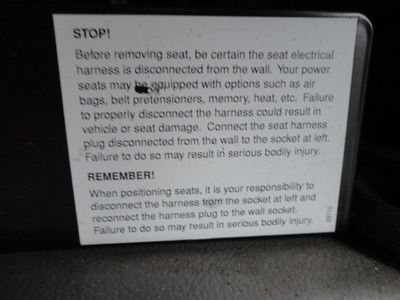 STOP!
Before removing seat, be certain the seat electrical
harness is disconnected from the wall. Your power
seats may be equipped with options such as air
bags, belt pretensioners, memory, heat, etc. Failure
to properly disconnect the harness could result in
vehicle or seat damage. Connect the seat harness
plug disconnected from the wall to the socket at left.
Failure to do so may result in serious bodily injury.
REMEMBER!
When positioning seats, it is your responsibility to
disconnect the harness from the socket at left and
reconnect the harness plug to the wall socket.
Failure to do so may result in serious bodily injury.